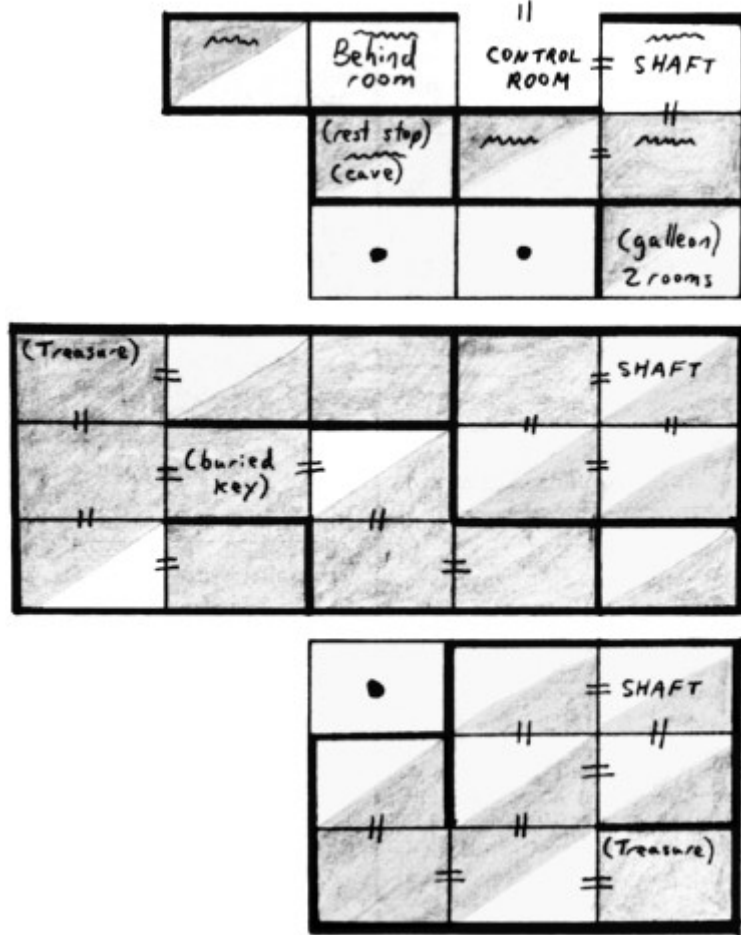 Behind
room
CONTROL
ROOM
SHAFT
(rest stop)
(cave)
(galleon)
2 rooms
(Treasure)
SHAFT
(buried
key)
SHAFT
(Treasure)